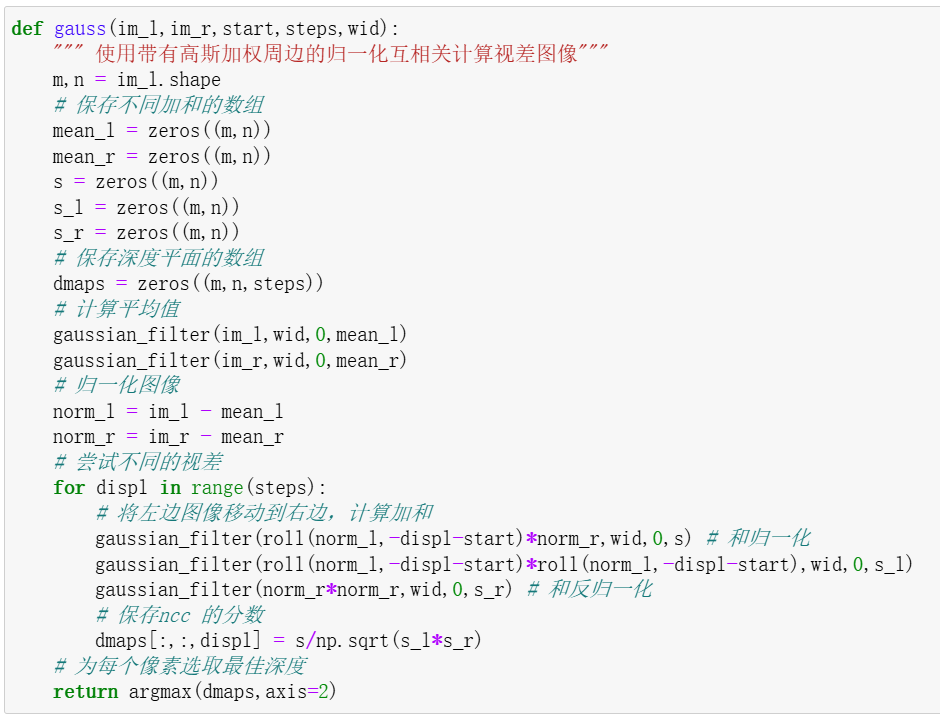 def gauss(im_l,im_r,start,steps,wid):
    """ 使用带有高斯加权周边的归一化互相关计算视差图像"""
    m,n = im_l.shape
    # 保存不同加和的数组
    mean_l = zeros((m,n))
    mean_r = zeros((m,n))
    s = zeros((m,n))
    s_l = zeros((m,n))
    s_r = zeros((m,n))
    # 保存深度平面的数组
    dmaps = zeros((m,n,steps))
    # 计算平均值
    gaussian_filter(im_l,wid,0,mean_l)
    gaussian_filter(im_r,wid,0,mean_r)
    # 归一化图像
    norm_l = im_l - mean_l
    norm_r = im_r - mean_r
    # 尝试不同的视差
    for displ in range(steps):
        # 将左边图像移动到右边，计算加和
        gaussian_filter(roll(norm_l,-displ-start)*norm_r,wid,0,s) # 和归一化
        gaussian_filter(roll(norm_l,-displ-start)*roll(norm_l,-displ-start),wid,0,s_l)
        gaussian_filter(norm_r*norm_r,wid,0,s_r) # 和反归一化
        # 保存ncc 的分数
        dmaps[:,:,displ] = s/np.sqrt(s_l*s_r)
    # 为每个像素选取最佳深度
    return argmax(dmaps,axis=2)